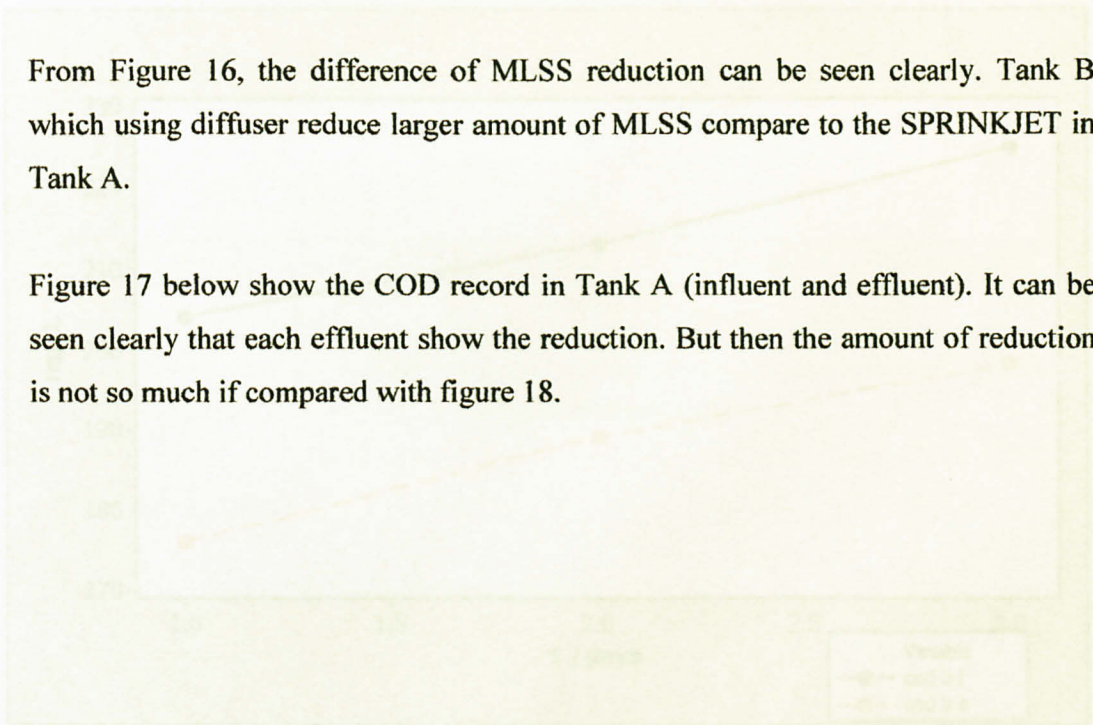 From Figure 16, the difference of MLSS reduction can be seen clearly. Tank B
which using diffuser reduce larger amount of MLSS compare to the SPRINKJET in
Tank A.
Figure 17 below show the COD record in Tank A (influent and effluent). It can be
seen clearly that each effluent show the reduction. But then the amount of reduction
is not so much if compared with figure 18.